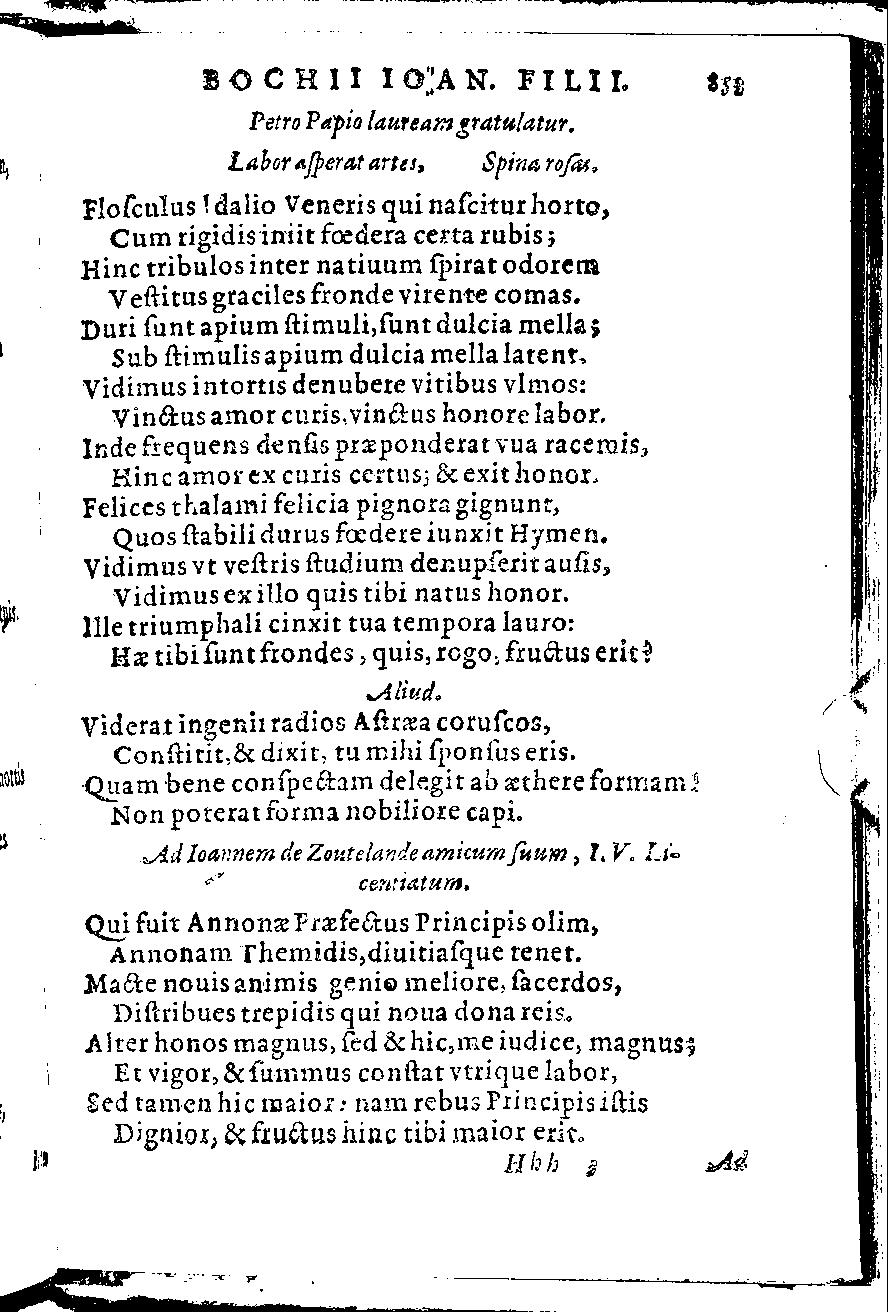 BOCHII IOAN. FILII. 853
Petro Papio lauream gratulatur.
Labor aſperat artes, Spina roſas.
Floſculus Idalio Veneris qui naſcitur horto,
Cum rigidis iniit fœdera certa rubis;
Hinc tribulos inter natiuum ſpirat odorem
Veſtitus graciles fronde virente comas.
Duri ſunt apium ſtimuli, ſunt dulcia mella;
Sub ſtimulis apium dulcia mella latent.
Vidimus intortis denubere vitibus vlmos:
Vinctus amor curis, vinctus honore labor.
Inde frequens denſis præponderat vua racemis,
Hinc amor ex curis certus; & exit honor.
Felices thalami felicia pignora gignunt,
Quos ſtabili durus fœdere iunxit Hymen.
Vidimus vt veſtris ſtudium denupſerit auſis,
Vidimus ex illo quis tibi natus honor.
Ille triumphali cinxit tua tempora lauro:
Hæ tibi ſunt frondes, quis, rogo, fructus erit?
Aliud.
Viderat ingenii radios Aſtræa coruſcos,
Conſtitit, & dixit, tu mihi ſponſus eris.
Quam bene conſpectam delegit ab æthere formam!
Non poterat forma nobiliore capi.
Ad Ioannem de Zoutelande amicum ſuum, I. V. Li-
centiatum.
Qui fuit Annonæ Præfectus Principis olim,
Annonam Themidis, diuitiaſque tenet.
Macte nouis animis genio meliore, ſacerdos,
Diſtribues trepidis qui noua dona reis.
Alter honos magnus, ſed & hic, me iudice, magnus;
Et vigor, & ſummus conſtat vtrique labor,
Sed tamen hic maior: nam rebus Principis iſtis
Dignior, & fructus hinc tibi maior erit.
Hhh 3 Ad